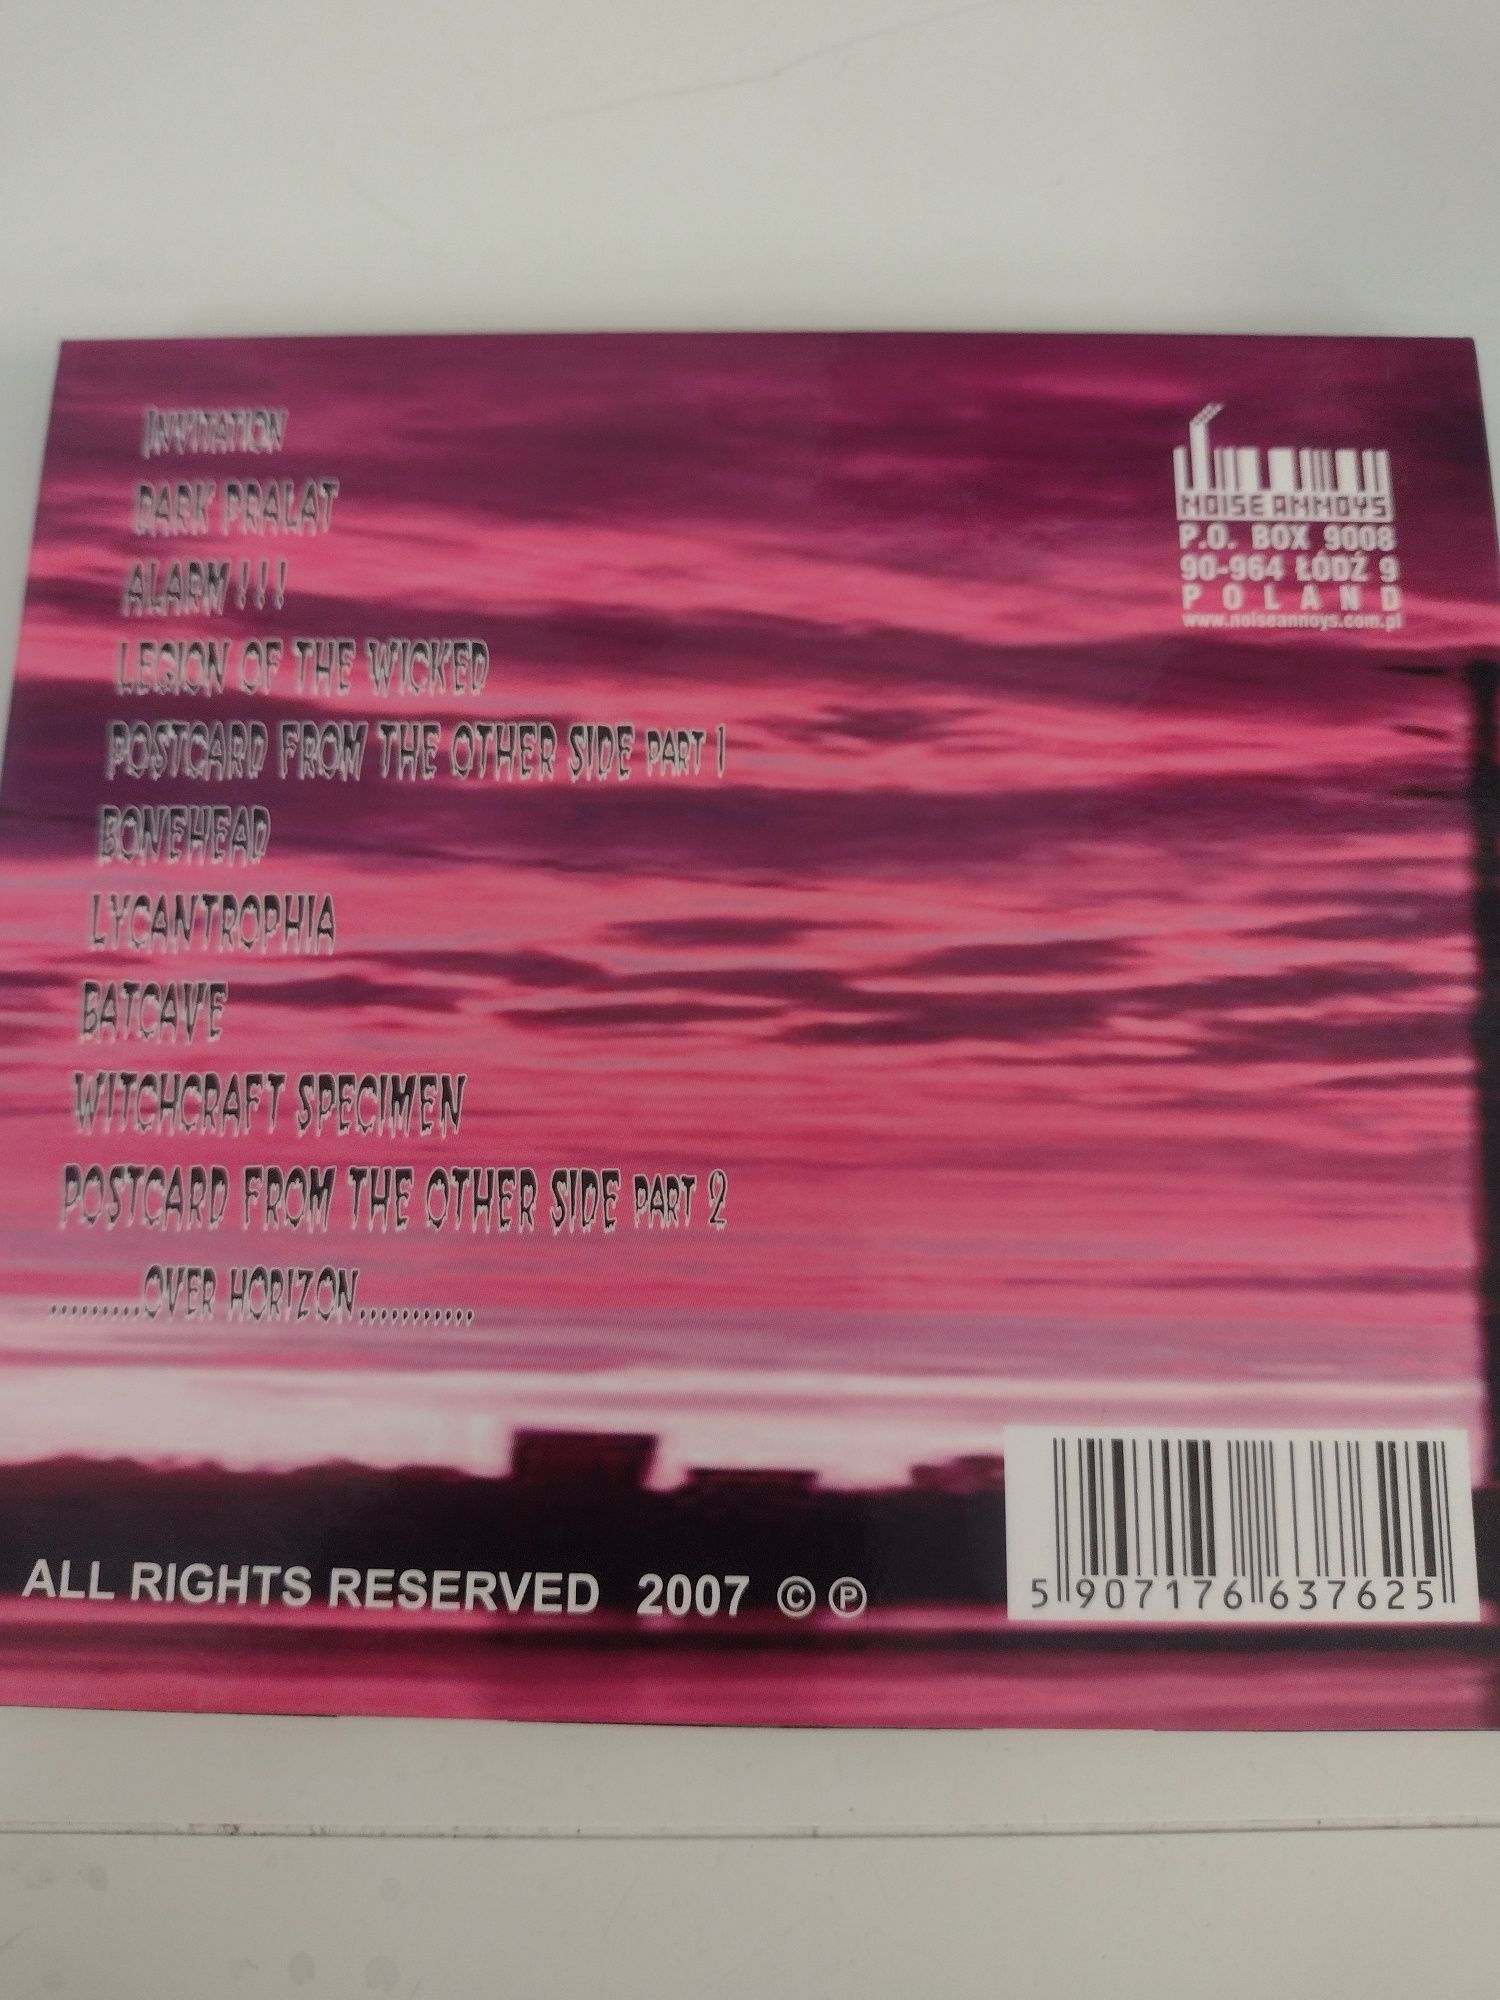 INVITATION
DARK PRALAT
ALARM!!!
LEGION OF THE WICKED
POSTCARD FROM THE OTHER SIDE PART 1
BONEHEAD
LYCANTROPHIA
BATCAVE
WITCHCRAFT SPECIMEN
POSTCARD FROM THE OTHER SIDE PART 2
.........OVER HORIZON...........
NOISE ANNOYS
P.O. BOX 9008
90-964 ŁÓDŹ 9
POLAND
www.noiseannoys.com.pl
ALL RIGHTS RESERVED 2007 © ℗
5 907176 637625